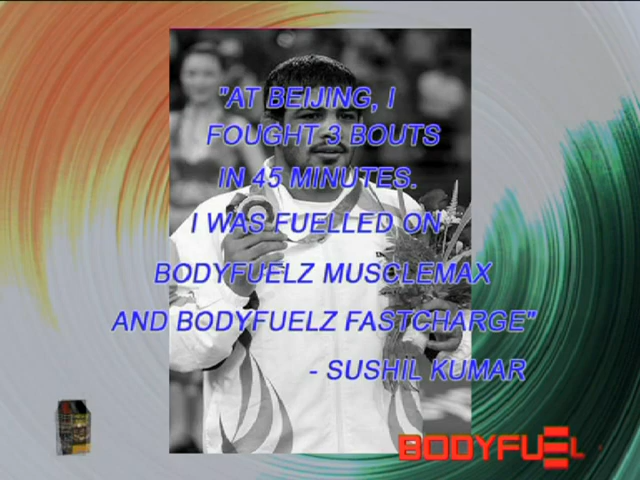 "AT BEIJING, I
FOUGHT 3 BOUTS
IN 45 MINUTES.
I WAS FUELLED ON
BODYFUELZ MUSCLEMAX
AND BODYFUELZ FASTCHARGE"
- SUSHIL KUMAR
BODYFUEL